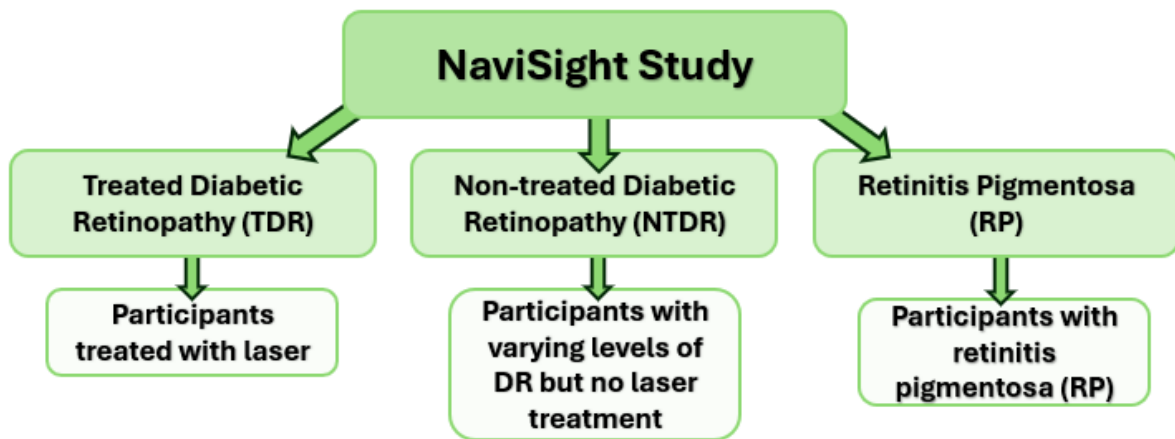 NaviSight Study
Treated Diabetic
Retinopathy (TDR)
Non-treated Diabetic
Retinopathy (NTDR)
Retinitis Pigmentosa
(RP)
Participants
treated with laser
Participants with
varying levels of
DR but no laser
treatment
Participants with
retinitis
pigmentosa (RP)